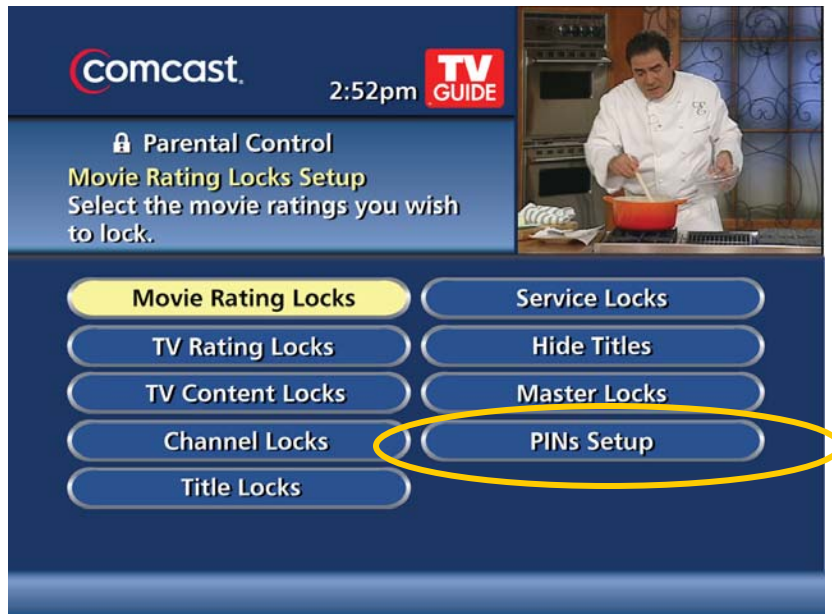 comcast.
2:52pm
TV
GUIDE
Parental Control
Movie Rating Locks Setup
Select the movie ratings you wish
to lock.
Movie Rating Locks
Service Locks
TV Rating Locks
Hide Titles
TV Content Locks
Master Locks
Channel Locks
PINs Setup
Title Locks